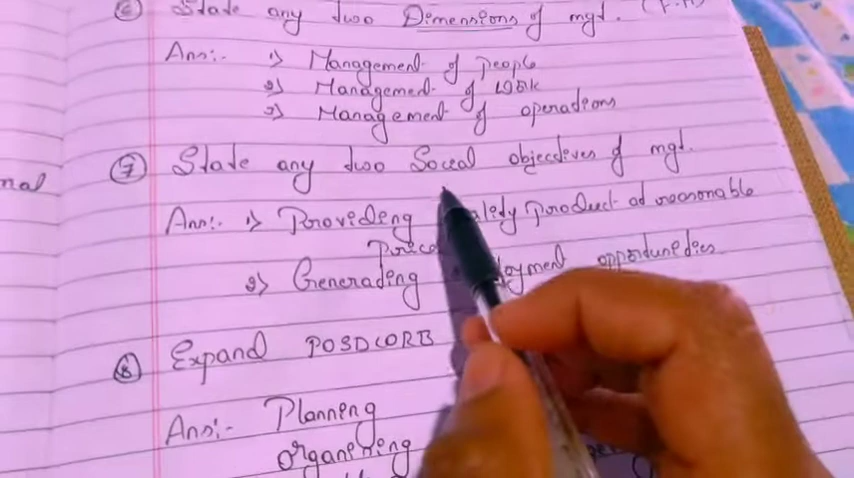 6 State any two Dimensions of mgt.
Ans:- 1) Management of people
2) Management of work
3) Management of operations
nal
7 State any two Social objectives of mgt.
Ans:- 1) Providing quality product at reasonable
price
2) Generating employment opportunities
8 Expand POSDCORB
Ans:- Planning
organising